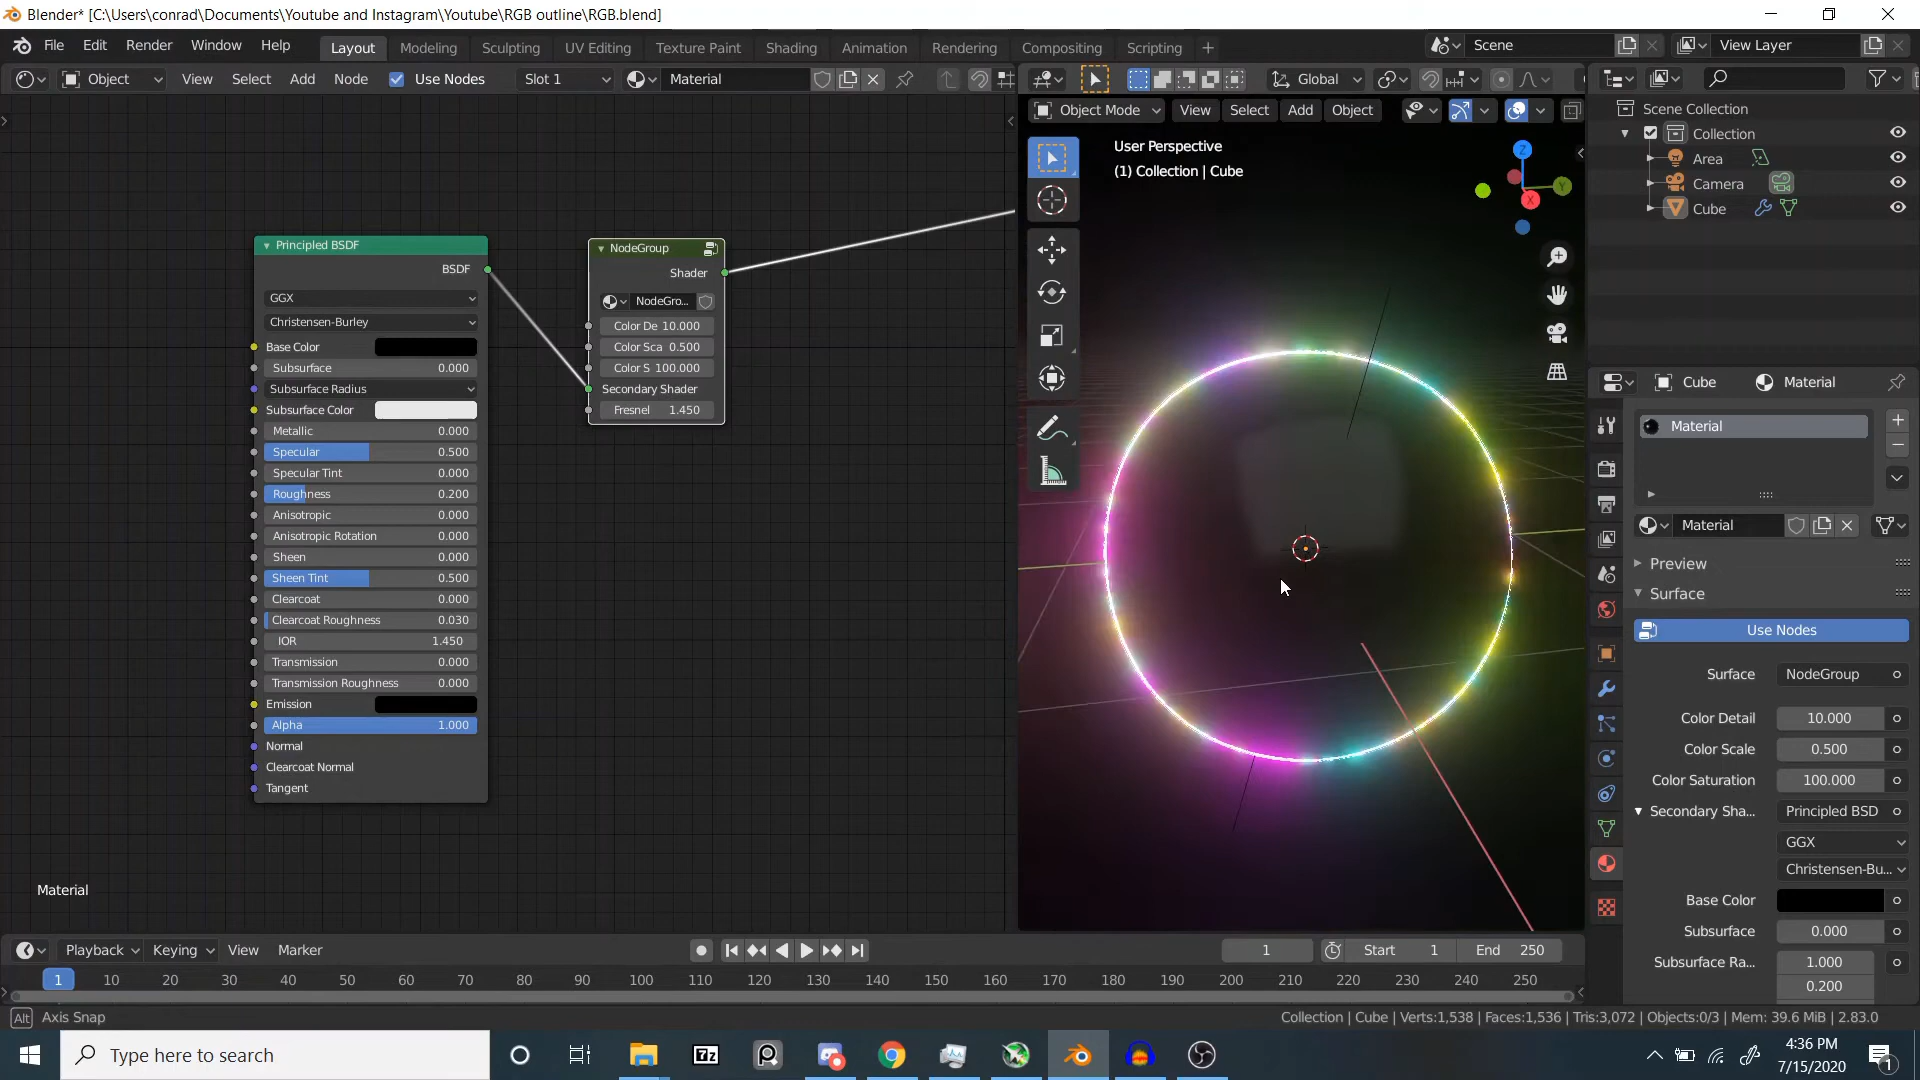 Blender* [C:\Users\conrad\Documents\Youtube and Instagram\Youtube\RGB outline\RGB.blend]
File Edit Render Window Help Layout Modeling Sculpting UV Editing Texture Paint Shading Animation Rendering Compositing Scripting + Scene View Layer
Object View Select Add Node Use Nodes Slot 1 Material Global
Object Mode View Select Add Object
Scene Collection
Collection
Area
Camera
Cube
User Perspective
(1) Collection | Cube
Z
Y
X
Principled BSDF
BSDF
GGX
Christensen-Burley
Base Color
Subsurface 0.000
Subsurface Radius
Subsurface Color
Metallic 0.000
Specular 0.500
Specular Tint 0.000
Roughness 0.200
Anisotropic 0.000
Anisotropic Rotation 0.000
Sheen 0.000
Sheen Tint 0.500
Clearcoat 0.000
Clearcoat Roughness 0.030
IOR 1.450
Transmission 0.000
Transmission Roughness 0.000
Emission
Alpha 1.000
Normal
Clearcoat Normal
Tangent
NodeGroup
Shader
NodeGro...
Color De 10.000
Color Sca 0.500
Color S 100.000
Secondary Shader
Fresnel 1.450
Material
Cube Material
Material
Material
Preview
Surface
Use Nodes
Surface NodeGroup
Color Detail 10.000
Color Scale 0.500
Color Saturation 100.000
Secondary Sha... Principled BSD
GGX
Christensen-Bu...
Base Color
Subsurface 0.000
Subsurface Ra... 1.000
0.200
Playback Keying View Marker 1 Start 1 End 250
1 10 20 30 40 50 60 70 80 90 100 110 120 130 140 150 160 170 180 190 200 210 220 230 240 250
Alt Axis Snap
Collection | Cube | Verts:1,538 | Faces:1,536 | Tris:3,072 | Objects:0/3 | Mem: 39.6 MiB | 2.83.0
Type here to search
7z
4:36 PM
7/15/2020
1